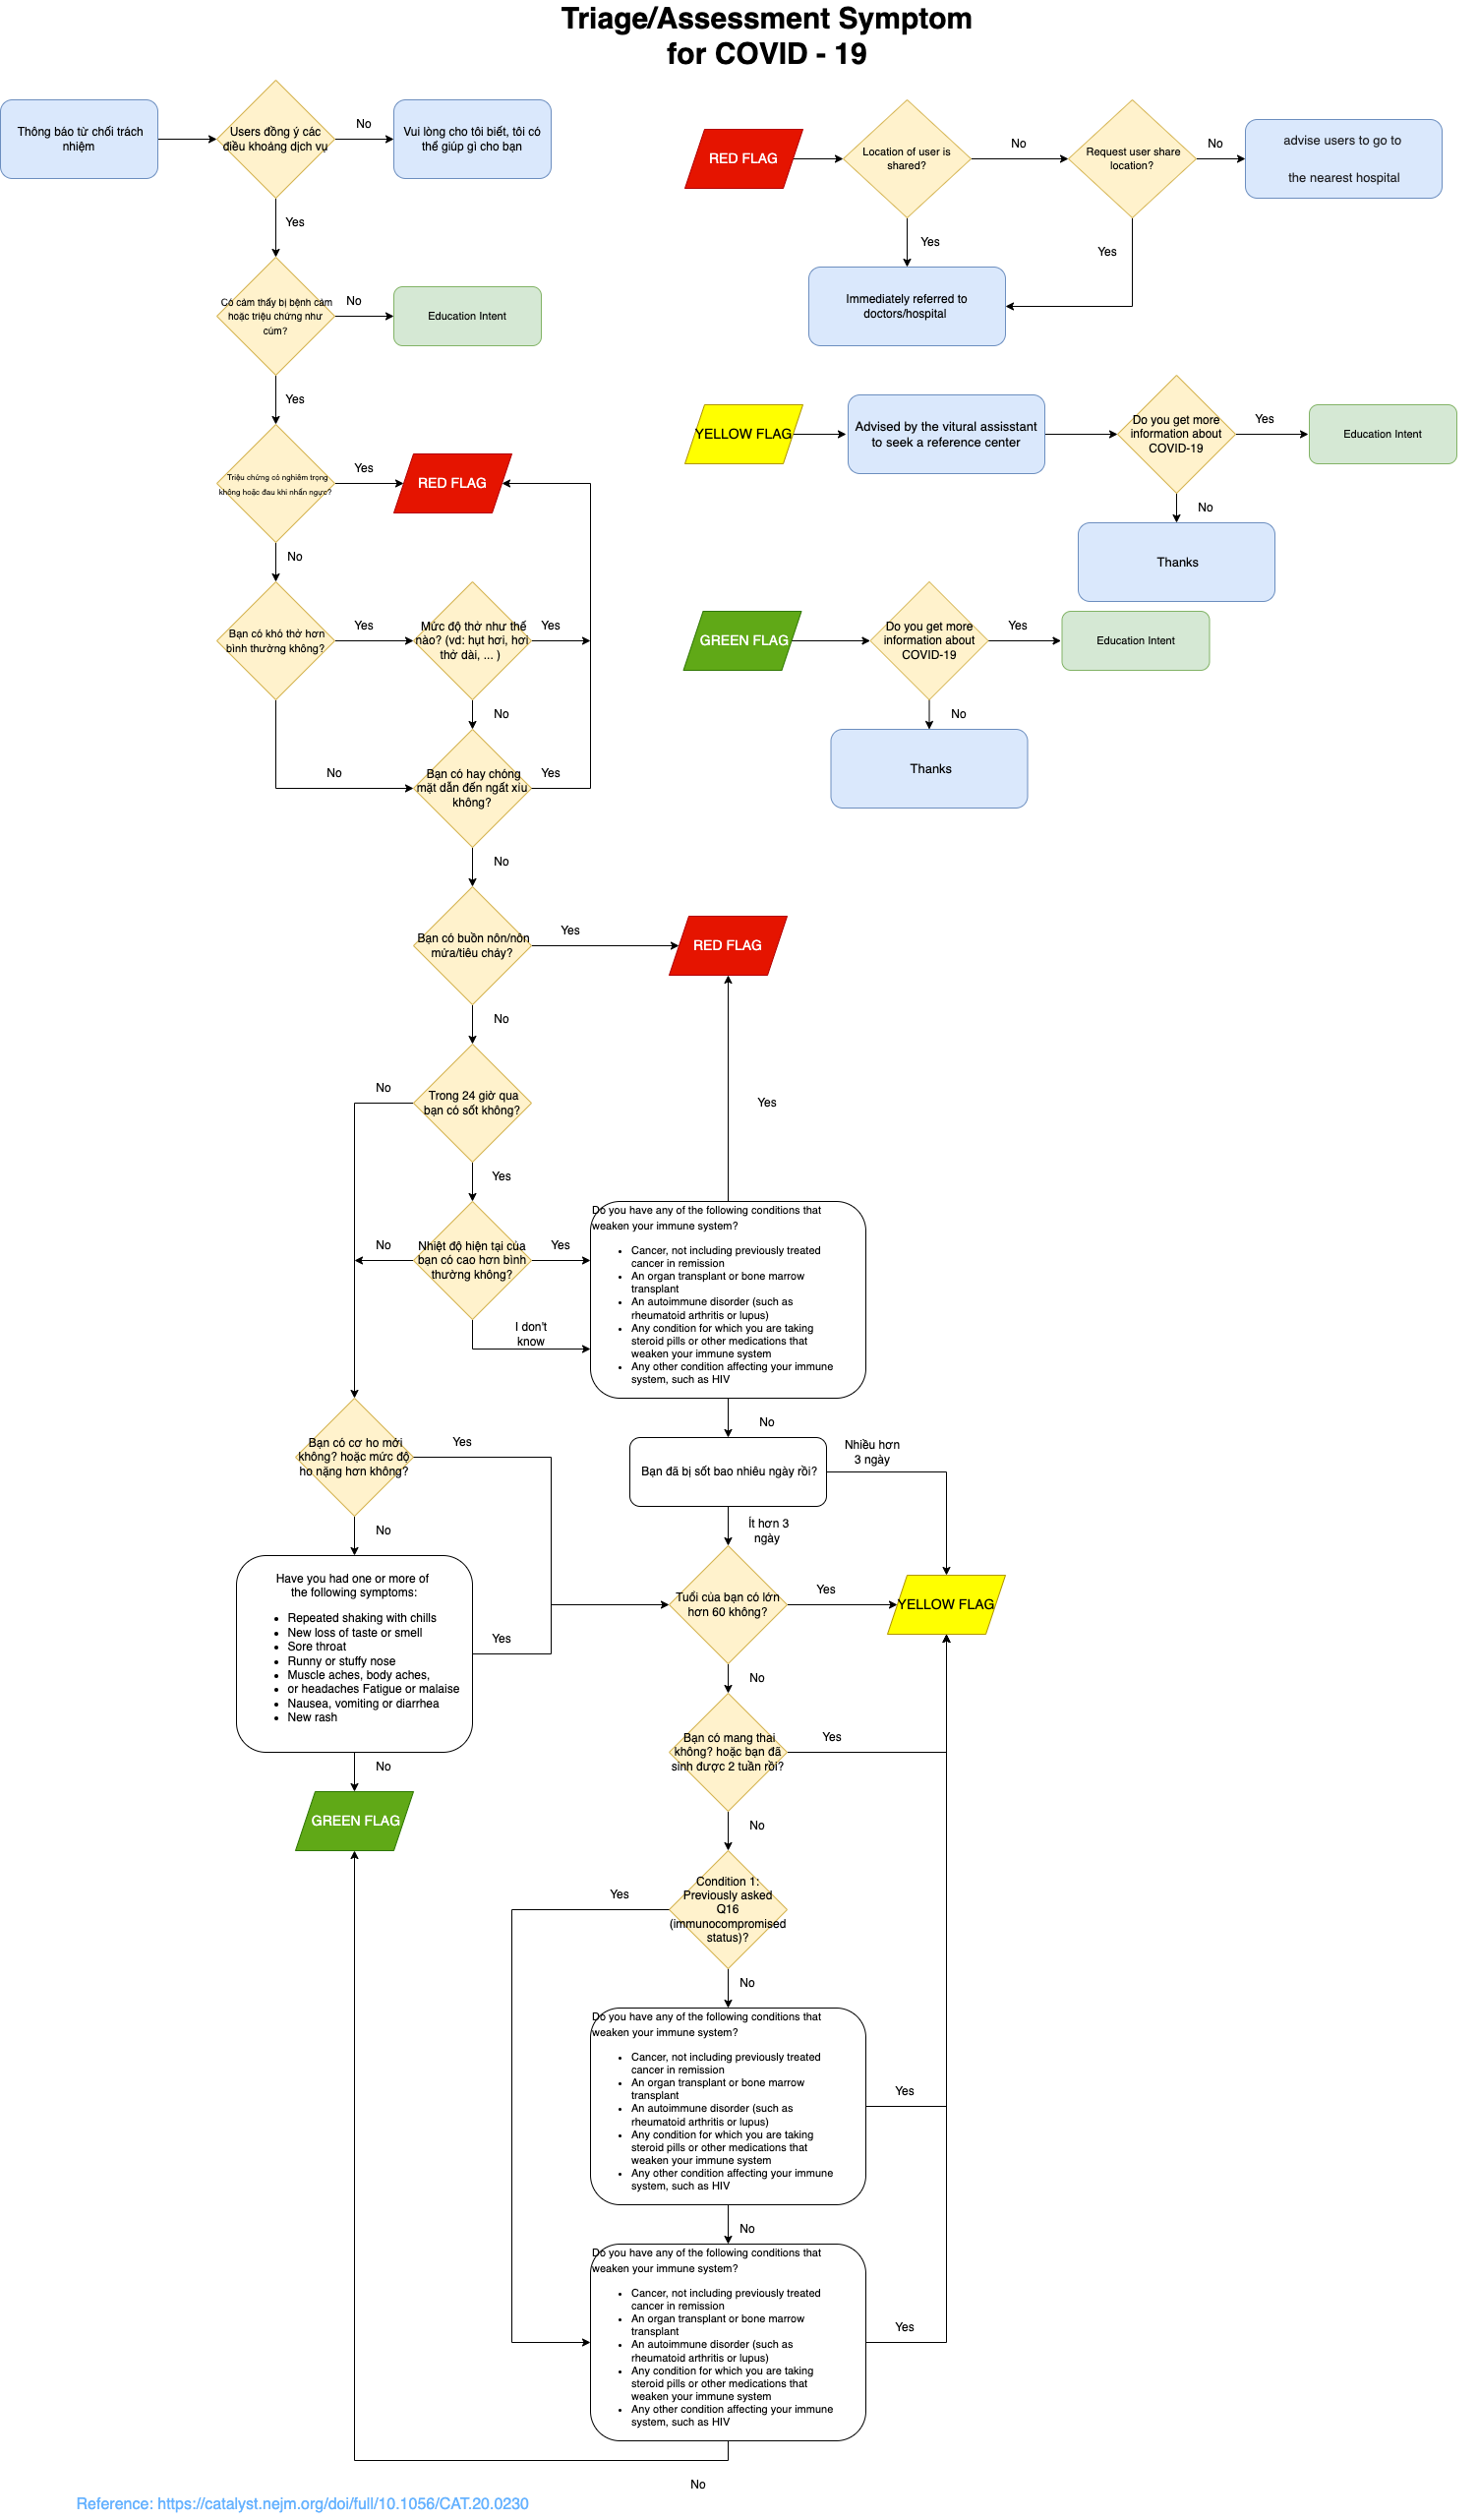 Triage/Assessment Symptom
for COVID - 19
Thông báo từ chối trách
nhiệm
Users đồng ý các
điều khoảng dịch vụ
No
Vui lòng cho tôi biết, tôi có
thể giúp gì cho bạn
Yes
Có cảm thấy bị bệnh cảm
hoặc triệu chứng như
cúm?
No
Education Intent
Yes
Triệu chứng có nghiêm trọng
không hoặc đau khi nhấn ngực?
Yes
RED FLAG
No
Bạn có khó thở hơn
bình thường không?
Yes
Mức độ thở như thế
nào? (vd: hụt hơi, hơi
thở dài, ... )
Yes
No
No
Bạn có hay chóng
mặt dẫn đến ngất xỉu
không?
Yes
No
RED FLAG
Location of user is
shared?
No
Request user share
location?
No
advise users to go to
the nearest hospital
Yes
Yes
Immediately referred to
doctors/hospital
YELLOW FLAG
Advised by the vitural assisstant
to seek a reference center
Do you get more
information about
COVID-19
Yes
Education Intent
No
Thanks
GREEN FLAG
Do you get more
information about
COVID-19
Yes
Education Intent
No
Thanks
Bạn có buồn nôn/nôn
mửa/tiêu chảy?
Yes
RED FLAG
No
Trong 24 giờ qua
bạn có sốt không?
No
Yes
Yes
Nhiệt độ hiện tại của
bạn có cao hơn bình
thường không?
No
Yes
I don't
know
Do you have any of the following conditions that
weaken your immune system?
• Cancer, not including previously treated
cancer in remission
• An organ transplant or bone marrow
transplant
• An autoimmune disorder (such as
rheumatoid arthritis or lupus)
• Any condition for which you are taking
steroid pills or other medications that
weaken your immune system
• Any other condition affecting your immune
system, such as HIV
No
Bạn có cơ ho mới
không? hoặc mức độ
ho nặng hơn không?
Yes
Bạn đã bị sốt bao nhiêu ngày rồi?
Nhiều hơn
3 ngày
No
Ít hơn 3
ngày
Have you had one or more of
the following symptoms:
• Repeated shaking with chills
• New loss of taste or smell
• Sore throat
• Runny or stuffy nose
• Muscle aches, body aches,
• or headaches Fatigue or malaise
• Nausea, vomiting or diarrhea
• New rash
Yes
Tuổi của bạn có lớn
hơn 60 không?
Yes
YELLOW FLAG
No
Bạn có mang thai
không? hoặc bạn đã
sinh được 2 tuần rồi?
Yes
No
GREEN FLAG
No
Condition 1:
Previously asked
Q16
(immunocompromised
status)?
Yes
No
Do you have any of the following conditions that
weaken your immune system?
• Cancer, not including previously treated
cancer in remission
• An organ transplant or bone marrow
transplant
• An autoimmune disorder (such as
rheumatoid arthritis or lupus)
• Any condition for which you are taking
steroid pills or other medications that
weaken your immune system
• Any other condition affecting your immune
system, such as HIV
Yes
No
Do you have any of the following conditions that
weaken your immune system?
• Cancer, not including previously treated
cancer in remission
• An organ transplant or bone marrow
transplant
• An autoimmune disorder (such as
rheumatoid arthritis or lupus)
• Any condition for which you are taking
steroid pills or other medications that
weaken your immune system
• Any other condition affecting your immune
system, such as HIV
Yes
No
Reference: https://catalyst.nejm.org/doi/full/10.1056/CAT.20.0230